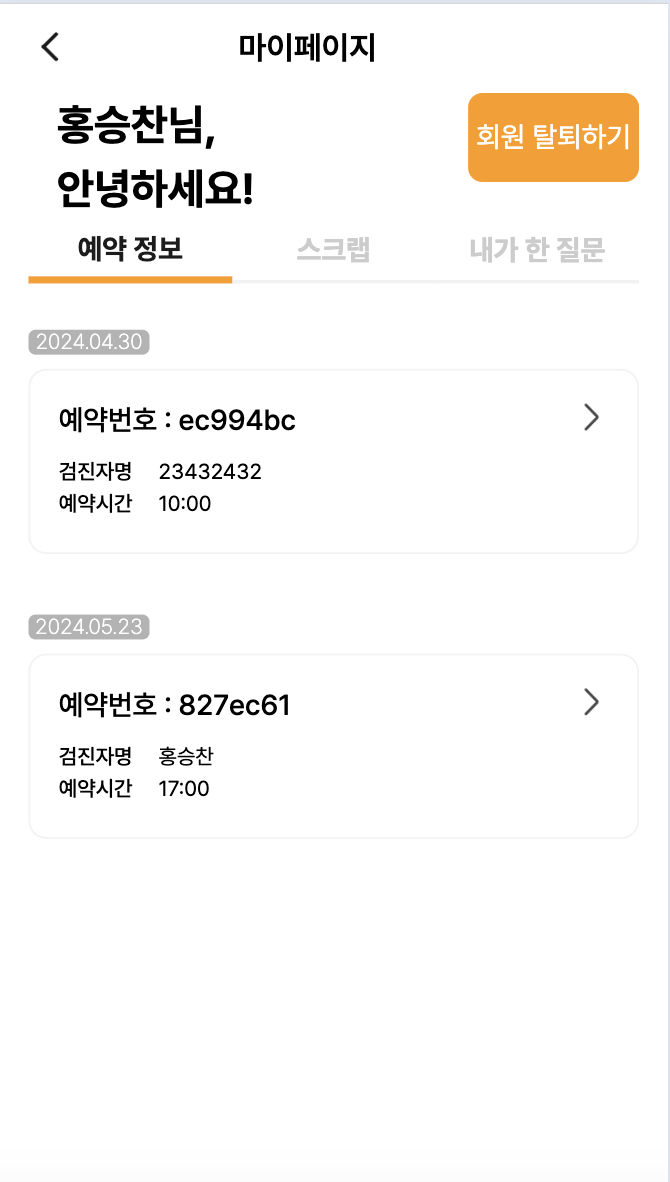 마이페이지
홍승찬님,
안녕하세요!
회원 탈퇴하기
예약 정보
스크랩
내가 한 질문
2024.04.30
예약번호 : ec994bc
검진자명 23432432
예약시간 10:00
2024.05.23
예약번호 : 827ec61
검진자명 홍승찬
예약시간 17:00